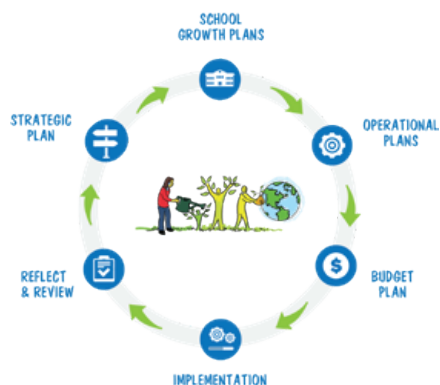 SCHOOL
GROWTH PLANS
OPERATIONAL
PLANS
BUDGET
PLAN
IMPLEMENTATION
REFLECT
& REVIEW
STRATEGIC
PLAN
$